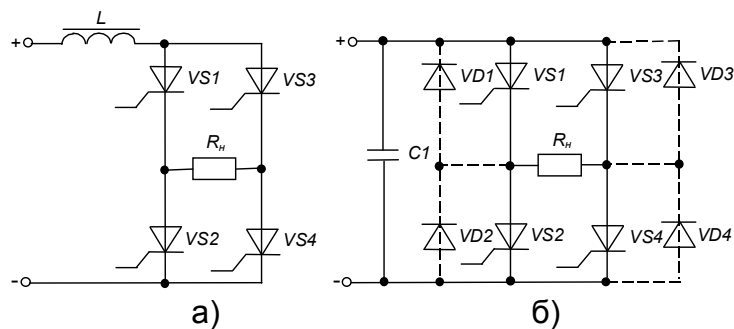 L
+
VS1
VS3
Rн
VS2
VS4
-
а)
+
VD1
VS1
VS3
VD3
C1
Rн
VD2
VS2
VS4
VD4
-
б)